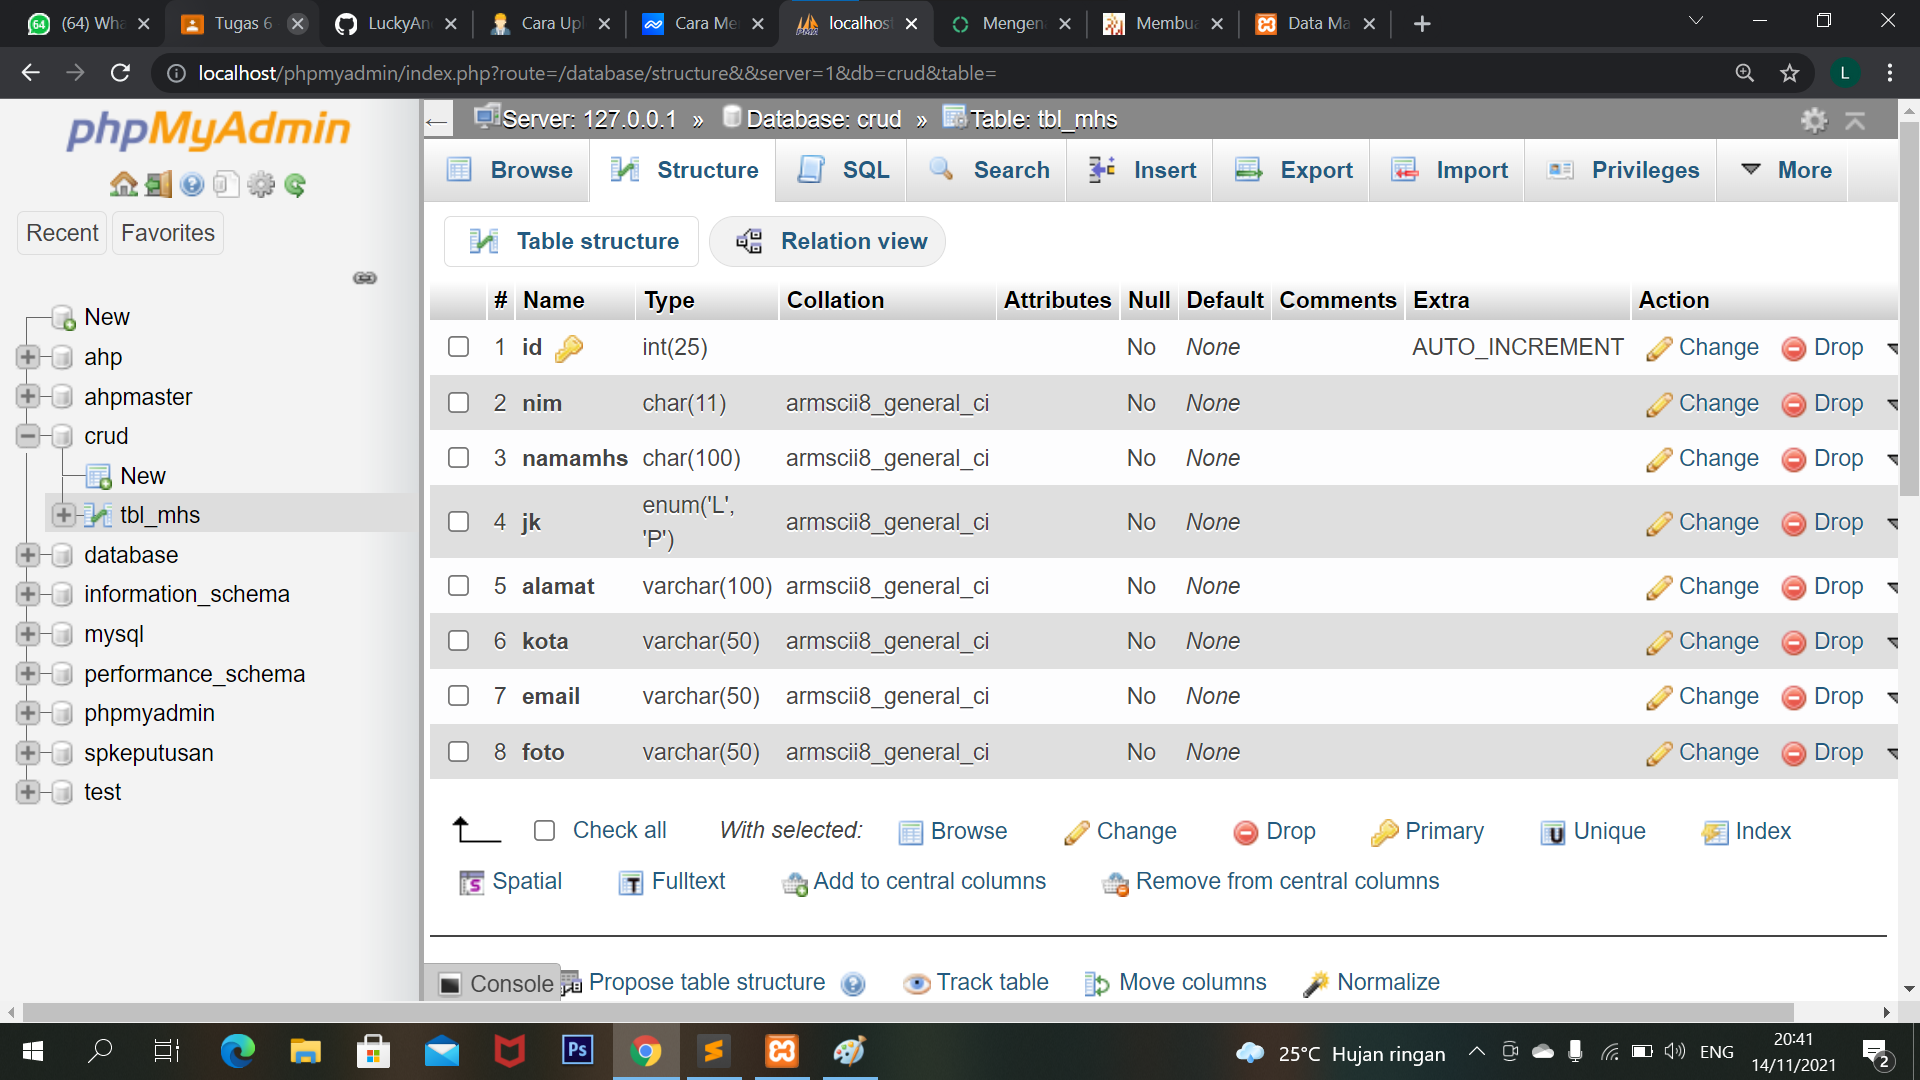 (64) Wha
Tugas 6
LuckyAn
Cara Upl
Cara Me
localhos
Mengen
Membua
Data Ma
localhost/phpmyadmin/index.php?route=/database/structure&&server=1&db=crud&table=
L
phpMyAdmin
Recent
Favorites
New
ahp
ahpmaster
crud
New
tbl_mhs
database
information_schema
mysql
performance_schema
phpmyadmin
spkeputusan
test
Server: 127.0.0.1 » Database: crud » Table: tbl_mhs
Browse Structure SQL Search Insert Export Import Privileges More
Table structure Relation view
# Name Type Collation Attributes Null Default Comments Extra Action
1 id int(25) No None AUTO_INCREMENT Change Drop
2 nim char(11) armscii8_general_ci No None Change Drop
3 namamhs char(100) armscii8_general_ci No None Change Drop
4 jk enum('L', 'P') armscii8_general_ci No None Change Drop
5 alamat varchar(100) armscii8_general_ci No None Change Drop
6 kota varchar(50) armscii8_general_ci No None Change Drop
7 email varchar(50) armscii8_general_ci No None Change Drop
8 foto varchar(50) armscii8_general_ci No None Change Drop
Check all With selected: Browse Change Drop Primary Unique Index
Spatial Fulltext Add to central columns Remove from central columns
Console Propose table structure Track table Move columns Normalize
Ps
25°C Hujan ringan
ENG
20:41
14/11/2021
2